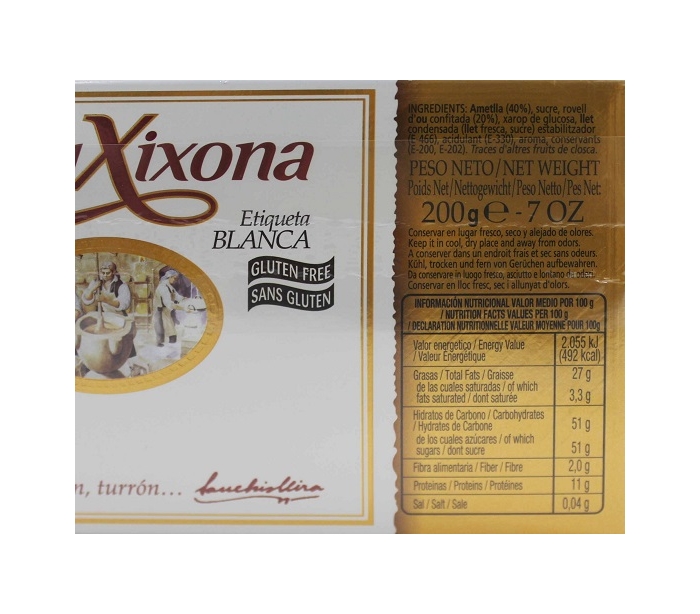 Xixona
Etiqueta
BLANCA
GLUTEN FREE
SANS GLUTEN
turrón...
INGREDIENTS: Ametlla (40%), sucre, rovell
d'ou confitada (20%), xarop de glucosa, llet
condensada (llet fresca, sucre) estabilitzador
(E-466), acidulant (E-330), aroma, conservants
(E-200, E-202). Traces d'altres fruits de closca.
PESO NETO/NET WEIGHT
Poids Net/Nettogewicht/Peso Netto/Pes Net:
200g e - 7 OZ
Conservar en lugar fresco, seco y alejado de olores.
Keep it in cool, dry place and away from odors.
A conserver dans un endroit frais et sec sans odeurs.
Kühl, trocken und fern von Gerüchen aufbewahren.
Da conservare in luogo fresco, asciutto e lontano da odori.
Conservar en lloc fresc, sec i allunyat d'olors.
INFORMACIÓN NUTRICIONAL VALOR MEDIO POR 100 g
/ NUTRITION FACTS VALUES PER 100 g
/ DECLARATION NUTRITIONNELLE VALEUR MOYENNE POUR 100g
Valor energético / Energy Value 2.055 kJ
/ Valeur Energétique (492 kcal)
Grasas / Total Fats / Graisse 27 g
de las cuales saturadas / of which
fats saturated / dont saturée 3,3 g
Hidratos de Carbono / Carbohydrates
/ Hydrates de Carbone 51 g
de los cuales azúcares / of which
sugars / dont sucre 51 g
Fibra alimentaria / Fiber / Fibre 2,0 g
Proteinas / Proteins / Protéines 11 g
Sal / Salt / Sale 0,04 g